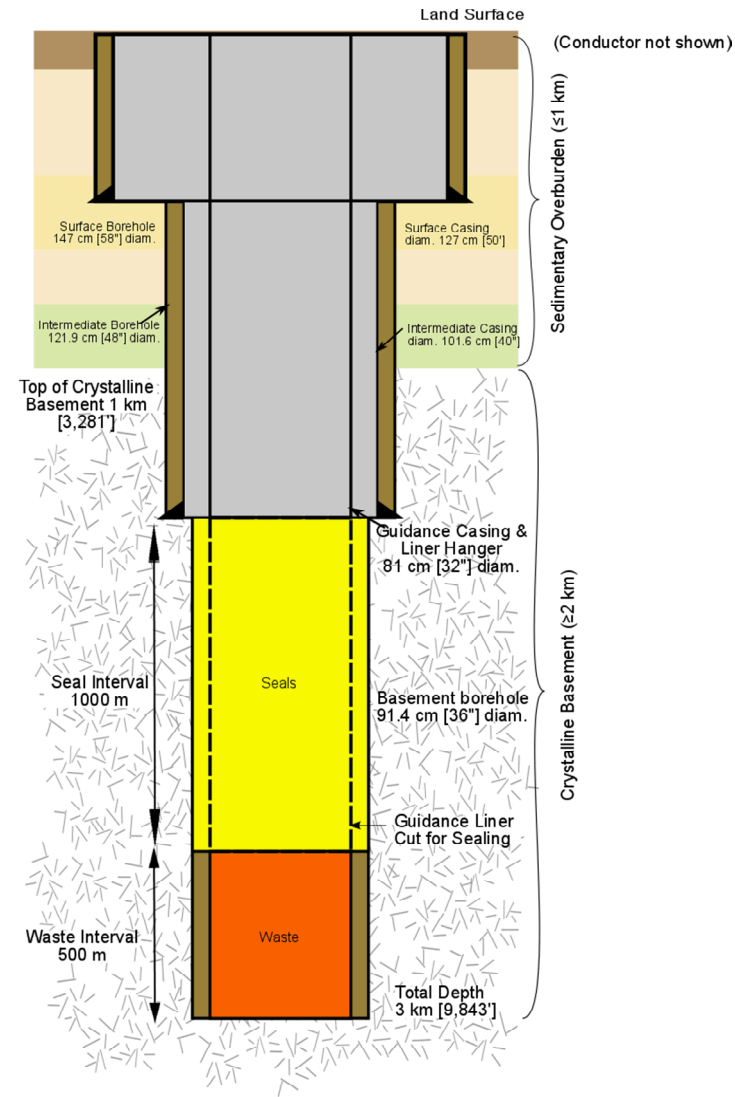 Land Surface
(Conductor not shown)
Sedimentary Overburden (≤1 km)
Surface Borehole
147 cm [58"] diam.
Surface Casing
diam. 127 cm [50']
Intermediate Borehole
121.9 cm [48"] diam.
Intermediate Casing
diam. 101.6 cm [40"]
Top of Crystalline
Basement 1 km
[3,281']
Guidance Casing &
Liner Hanger
81 cm [32"] diam.
Crystalline Basement (≥2 km)
Seal Interval
1000 m
Seals
Basement borehole
91.4 cm [36"] diam.
Guidance Liner
Cut for Sealing
Waste Interval
500 m
Waste
Total Depth
3 km [9,843']